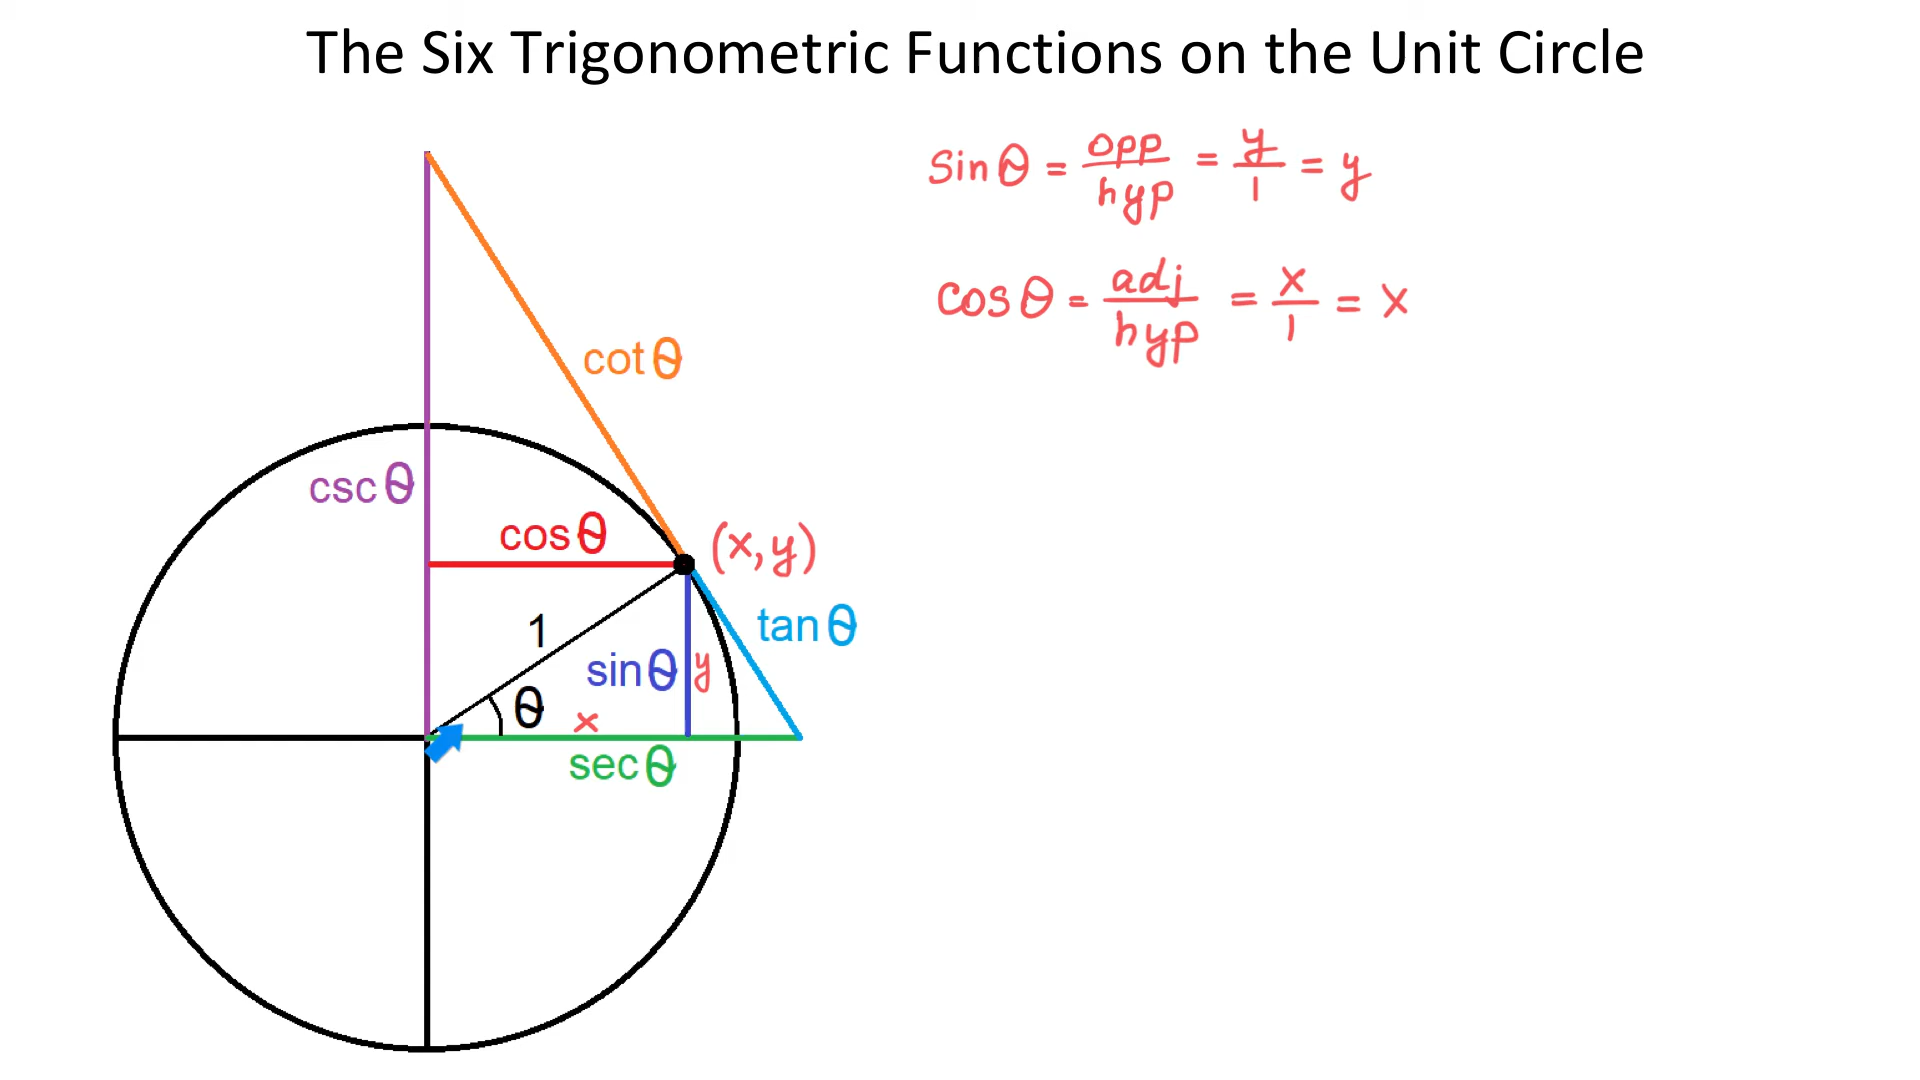 The Six Trigonometric Functions on the Unit Circle
sin θ = opp/hyp = y/1 = y
cos θ = adj/hyp = x/1 = x
cot θ
csc θ
cos θ
(x, y)
1
tan θ
sin θ y
θ x
sec θ